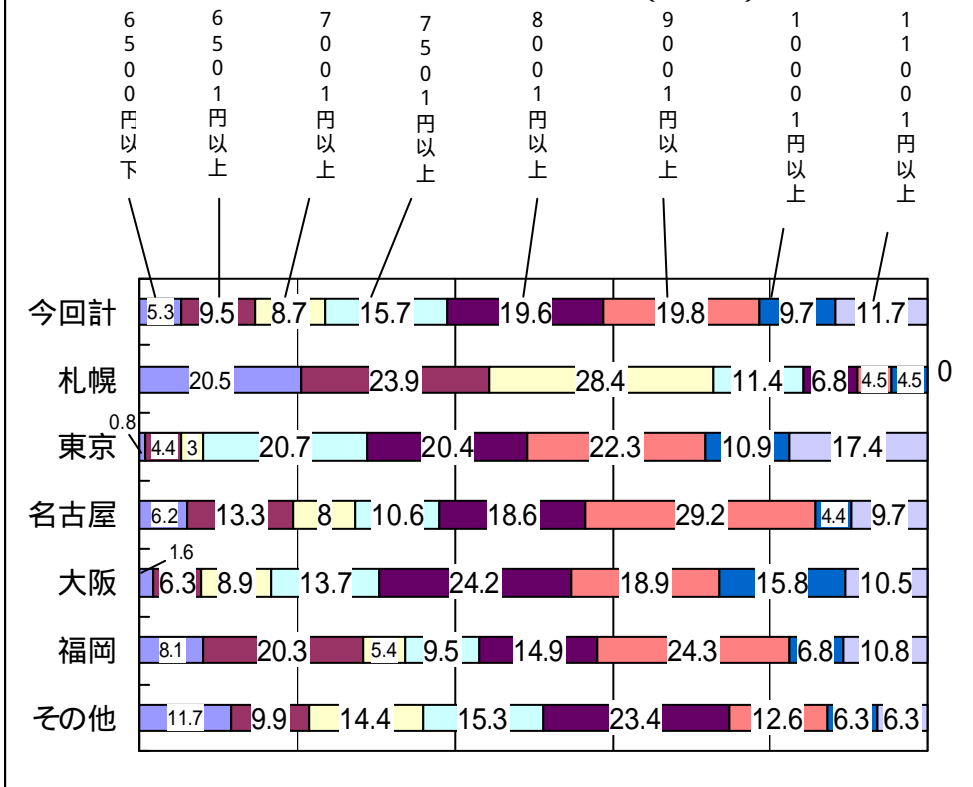 6500円以下
6501円以上
7001円以上
7501円以上
8001円以上
9001円以上
10001円以上
11001円以上
今回計 5.3 9.5 8.7 15.7 19.6 19.8 9.7 11.7
札幌 20.5 23.9 28.4 11.4 6.8 4.5 4.5 0
東京 0.8 4.4 3 20.7 20.4 22.3 10.9 17.4
名古屋 6.2 13.3 8 10.6 18.6 29.2 4.4 9.7
大阪 1.6 6.3 8.9 13.7 24.2 18.9 15.8 10.5
福岡 8.1 20.3 5.4 9.5 14.9 24.3 6.8 10.8
その他 11.7 9.9 14.4 15.3 23.4 12.6 6.3 6.3